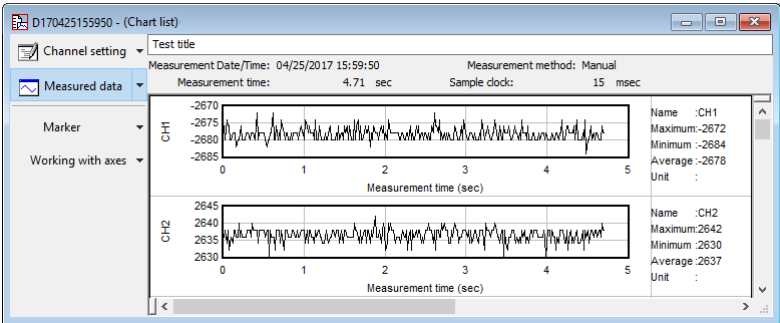 D170425155950 - (Chart list)
Channel setting
Test title
Measurement Date/Time: 04/25/2017 15:59:50 Measurement method: Manual
Measurement time: 4.71 sec Sample clock: 15 msec
Measured data
Marker
Working with axes
-2670
-2675
-2680
-2685
CH1
0 1 2 3 4 5
Measurement time (sec)
Name :CH1
Maximum:-2672
Minimum :-2684
Average :-2678
Unit :
2645
2640
2635
2630
CH2
0 1 2 3 4 5
Measurement time (sec)
Name :CH2
Maximum:2642
Minimum :2630
Average :2637
Unit :